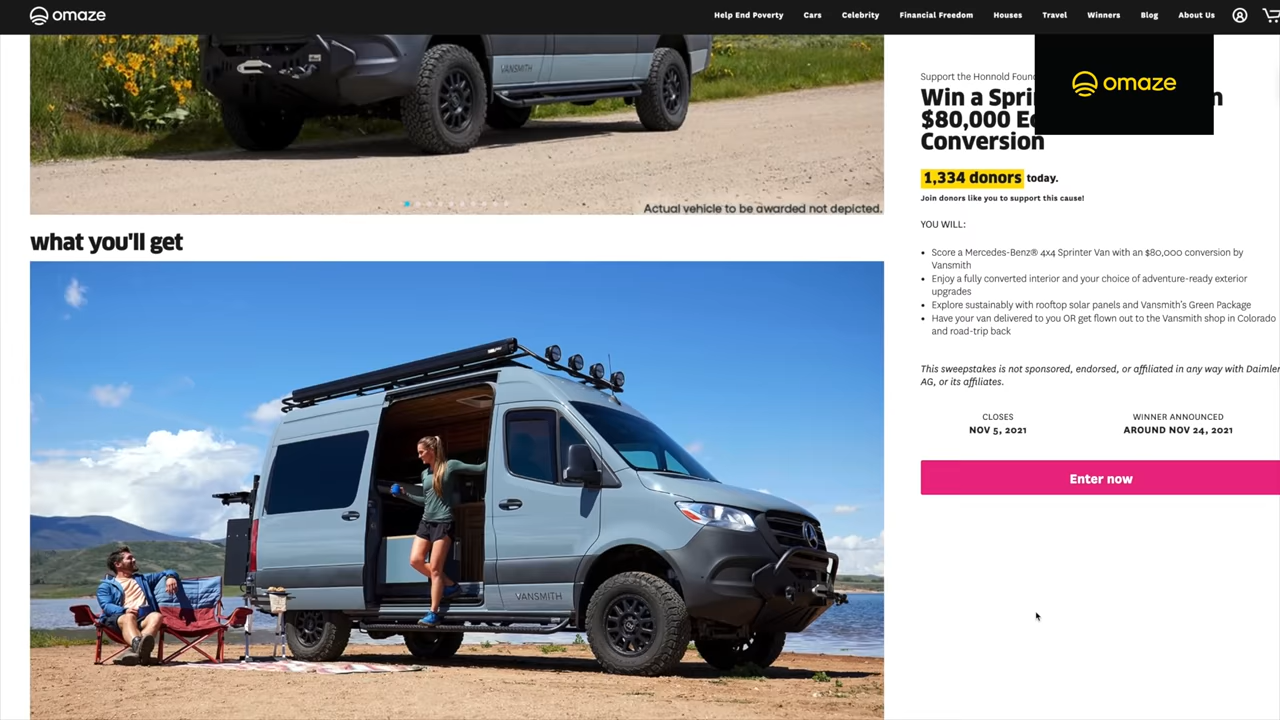 omaze
Help End Poverty Cars Celebrity Financial Freedom Houses Travel Winners Blog About Us
VANSMITH
Actual vehicle to be awarded not depicted.
what you'll get
VANSMITH
omaze
Support the Honnold
Win a
$80,000
Conversion
1,334 donors today.
Join donors like you to support this cause!
YOU WILL:
• Score a Mercedes-Benz® 4x4 Sprinter Van with an $80,000 conversion by
Vansmith
• Enjoy a fully converted interior and your choice of adventure-ready exterior
upgrades
• Explore sustainably with rooftop solar panels and Vansmith's Green Package
• Have your van delivered to you OR get flown out to the Vansmith shop in Colorado
and road-trip back
This sweepstakes is not sponsored, endorsed, or affiliated in any way with Daimler
AG, or its affiliates.
CLOSES
NOV 5, 2021
WINNER ANNOUNCED
AROUND NOV 24, 2021
Enter now